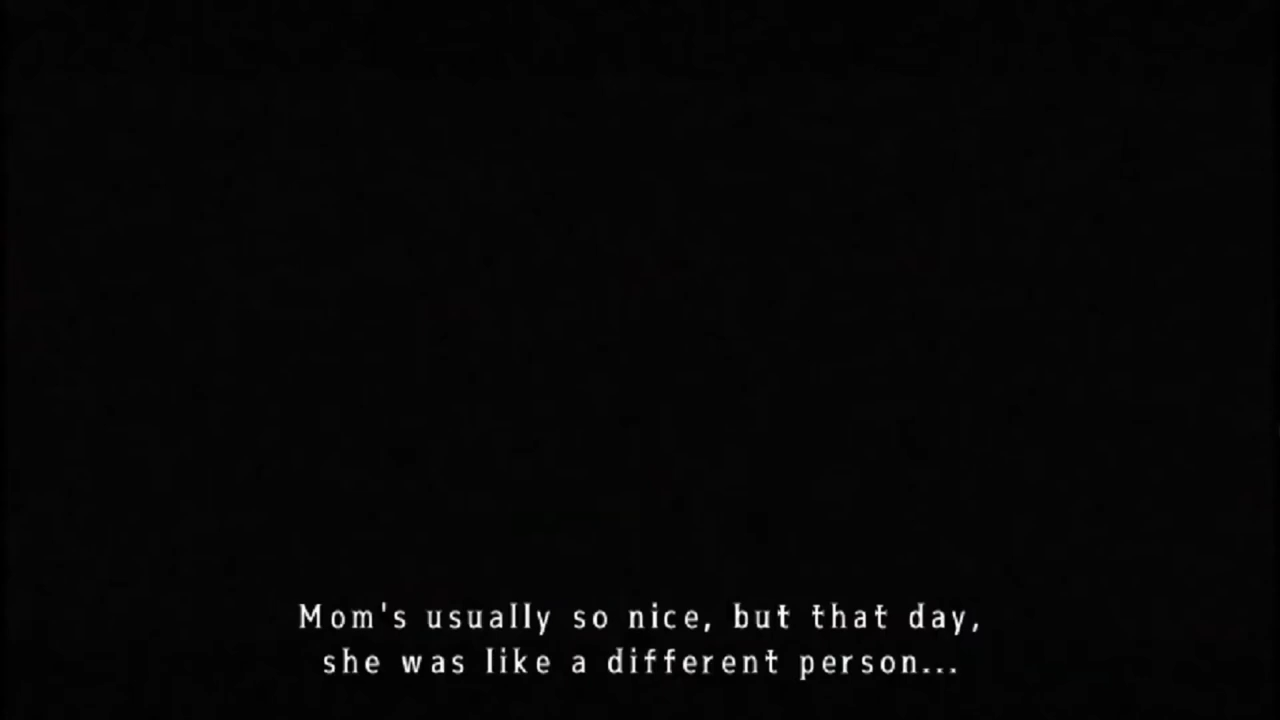 Mom's usually so nice, but that day,
she was like a different person...